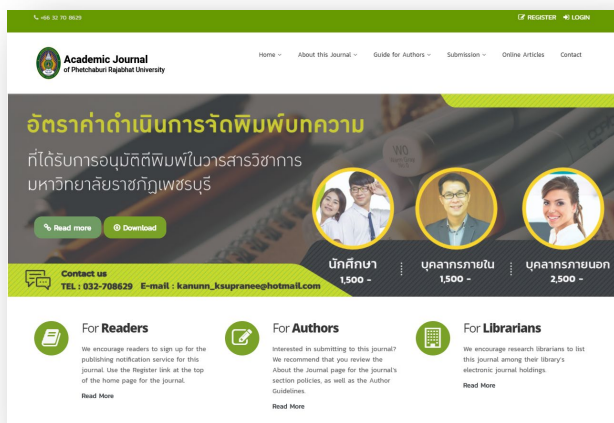 +66 32 70 8629
REGISTER LOGIN
Academic Journal
of Phetchaburi Rajabhat University
Home About this Journal Guide for Authors Submission Online Articles Contact
อัตราค่าดำเนินการจัดพิมพ์บทความ
ที่ได้รับการอนุมัติตีพิมพ์ในวารสารวิชาการ
มหาวิทยาลัยราชภัฏเพชรบุรี
Read more Download
นักศึกษา บุคลากรภายใน บุคลากรภายนอก
1,500 - 1,500 - 2,500 -
Contact us
TEL : 032-708629 E-mail : kanunn_ksupranee@hotmail.com
For Readers
We encourage readers to sign up for the
publishing notification service for this
journal. Use the Register link at the top
of the home page for the journal.
Read More
For Authors
Interested in submitting to this journal?
We recommend that you review the
About the Journal page for the journal's
section policies, as well as the Author
Guidelines.
Read More
For Librarians
We encourage research librarians to list
this journal among their library's
electronic journal holdings.
Read More